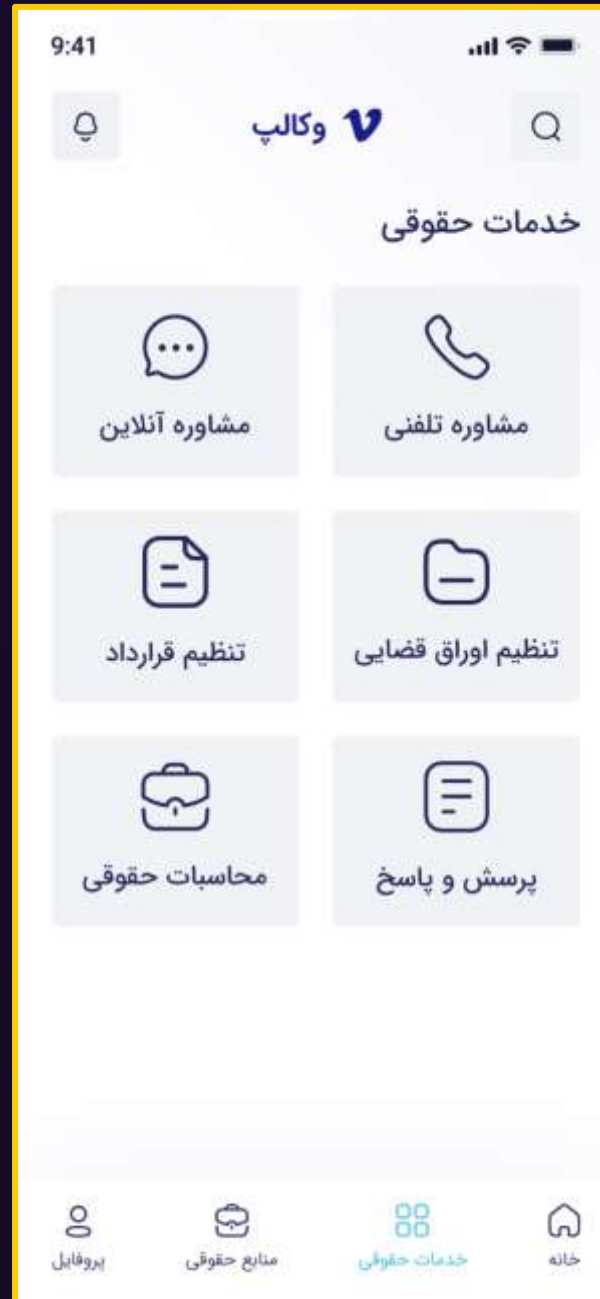 9:41
وکالپ
خدمات حقوقی
مشاوره تلفنی
مشاوره آنلاین
تنظیم اوراق قضایی
تنظیم قرارداد
پرسش و پاسخ
محاسبات حقوقی
خانه
خدمات حقوقی
منابع حقوقی
پروفایل